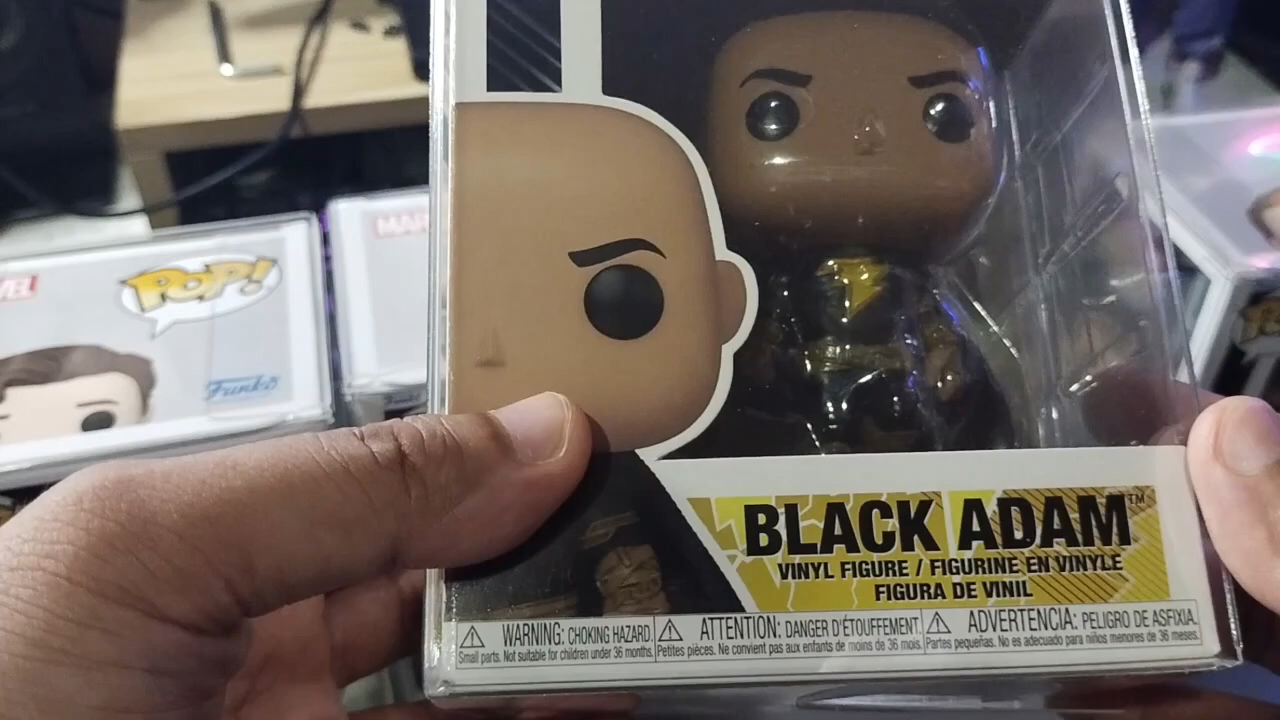 MAR
VEL
POP!
Funko
BLACK ADAM™
VINYL FIGURE / FIGURINE EN VINYLE
FIGURA DE VINIL
WARNING: CHOKING HAZARD.
Small parts. Not suitable for children under 36 months.
ATTENTION: DANGER D'ÉTOUFFEMENT.
Petites pièces. Ne convient pas aux enfants de moins de 36 mois.
ADVERTENCIA: PELIGRO DE ASFIXIA.
Partes pequeñas. No es adecuado para niños menores de 36 meses.